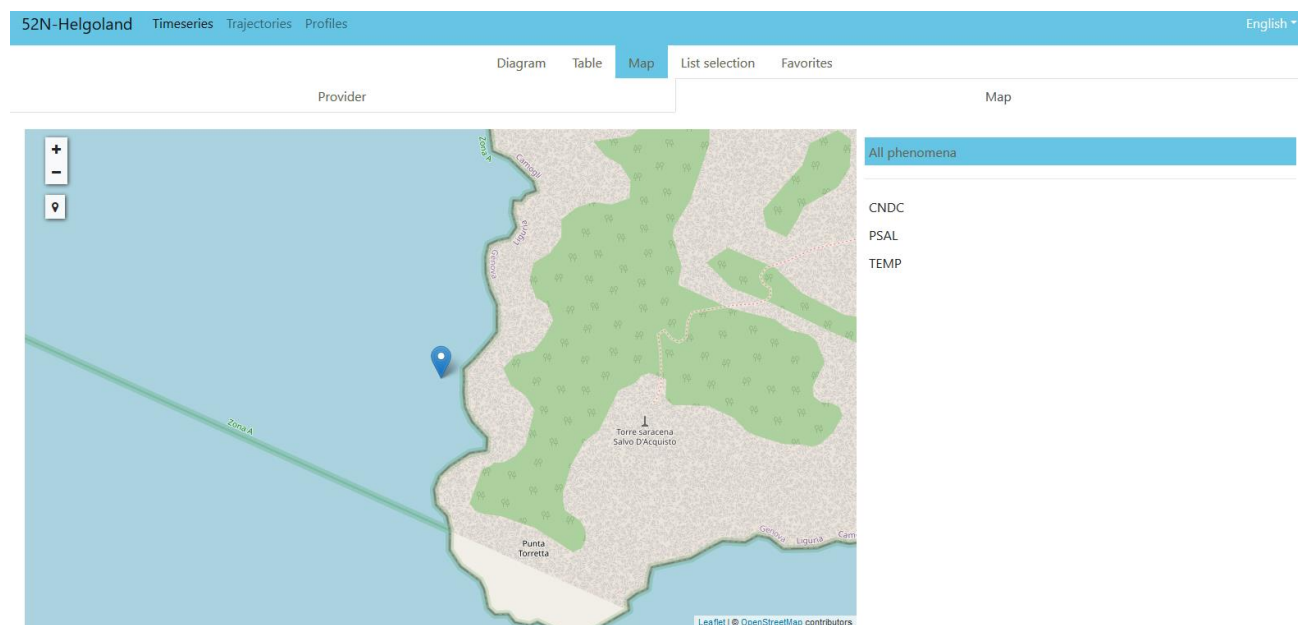 52N-Helgoland Timeseries Trajectories Profiles English
Diagram Table Map List selection Favorites
Provider Map
+
−
All phenomena
CNDC
PSAL
TEMP
Zona A
Camogli
Liguria
Genova
Zona A
Torre saracena
Salvo D'Acquisto
Punta
Torretta
Genova Liguria Cam
Leaflet | © OpenStreetMap contributors